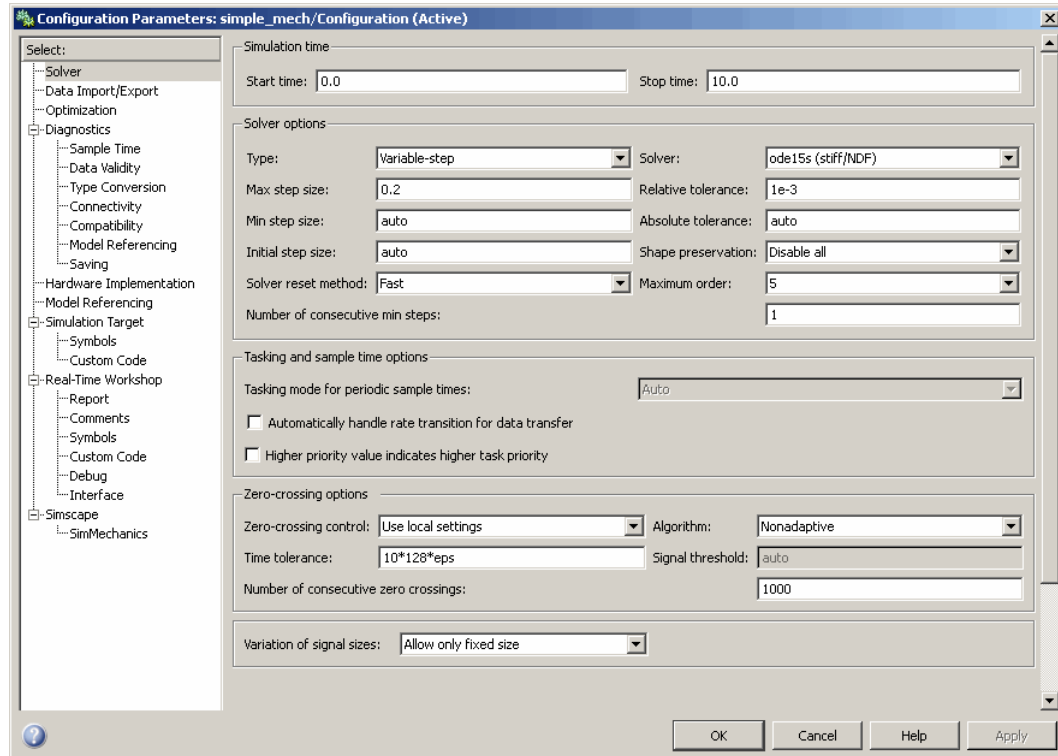 Configuration Parameters: simple_mech/Configuration (Active)
Select:
Solver
Data Import/Export
Optimization
Diagnostics
Sample Time
Data Validity
Type Conversion
Connectivity
Compatibility
Model Referencing
Saving
Hardware Implementation
Model Referencing
Simulation Target
Symbols
Custom Code
Real-Time Workshop
Report
Comments
Symbols
Custom Code
Debug
Interface
Simscape
SimMechanics
Simulation time
Start time: 0.0 Stop time: 10.0
Solver options
Type: Variable-step Solver: ode15s (stiff/NDF)
Max step size: 0.2 Relative tolerance: 1e-3
Min step size: auto Absolute tolerance: auto
Initial step size: auto Shape preservation: Disable all
Solver reset method: Fast Maximum order: 5
Number of consecutive min steps: 1
Tasking and sample time options
Tasking mode for periodic sample times: Auto
Automatically handle rate transition for data transfer
Higher priority value indicates higher task priority
Zero-crossing options
Zero-crossing control: Use local settings Algorithm: Nonadaptive
Time tolerance: 10*128*eps Signal threshold: auto
Number of consecutive zero crossings: 1000
Variation of signal sizes: Allow only fixed size
OK Cancel Help Apply